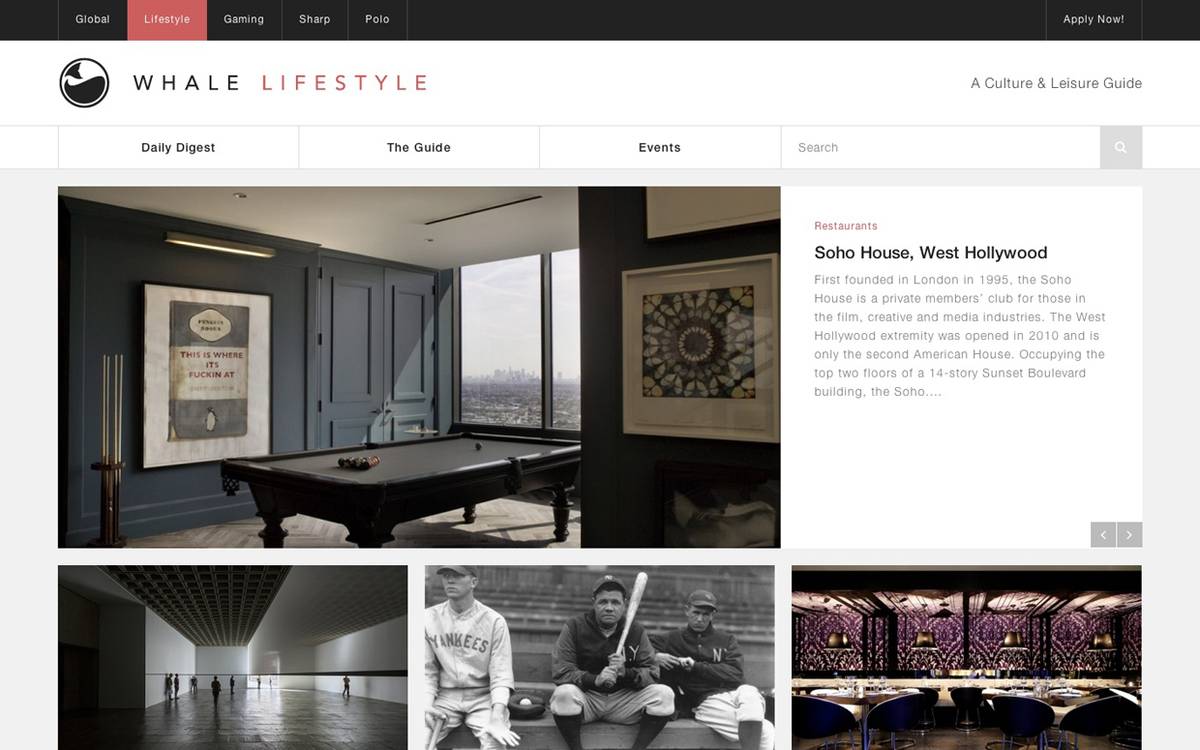 Global
Lifestyle
Gaming
Sharp
Polo
Apply Now!
WHALE LIFESTYLE
A Culture & Leisure Guide
Daily Digest
The Guide
Events
Search
PENGUIN
BOOKS
THIS IS WHERE
ITS
FUCKIN AT
Restaurants
Soho House, West Hollywood
First founded in London in 1995, the Soho
House is a private members' club for those in
the film, creative and media industries. The West
Hollywood extremity was opened in 2010 and is
only the second American House. Occupying the
top two floors of a 14-story Sunset Boulevard
building, the Soho....
YANKEES
Y
N